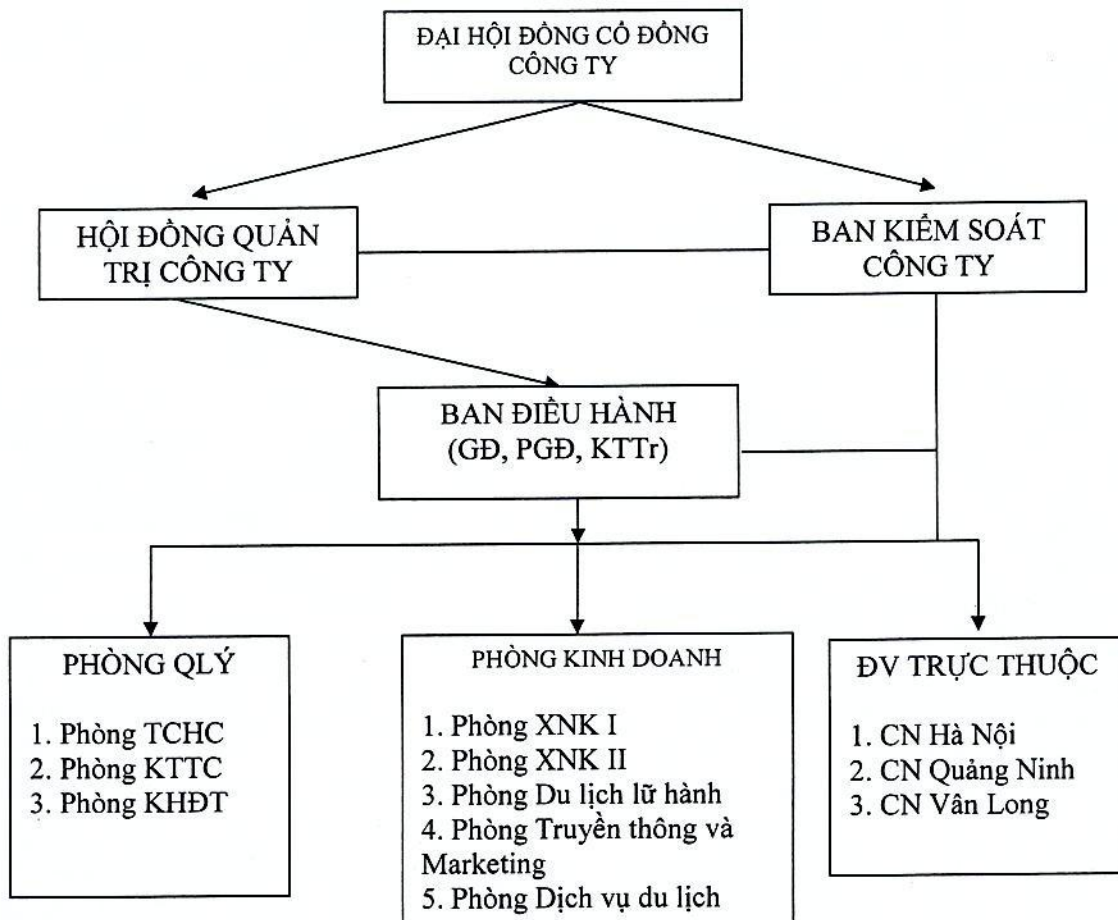 ĐẠI HỘI ĐỒNG CỔ ĐÔNG
CÔNG TY
HỘI ĐỒNG QUẢN
TRỊ CÔNG TY
BAN KIỂM SOÁT
CÔNG TY
BAN ĐIỀU HÀNH
(GĐ, PGĐ, KTTr)
PHÒNG QLÝ
1. Phòng TCHC
2. Phòng KTTC
3. Phòng KHĐT
PHÒNG KINH DOANH
1. Phòng XNK I
2. Phòng XNK II
3. Phòng Du lịch lữ hành
4. Phòng Truyền thông và
Marketing
5. Phòng Dịch vụ du lịch
ĐV TRỰC THUỘC
1. CN Hà Nội
2. CN Quảng Ninh
3. CN Vân Long